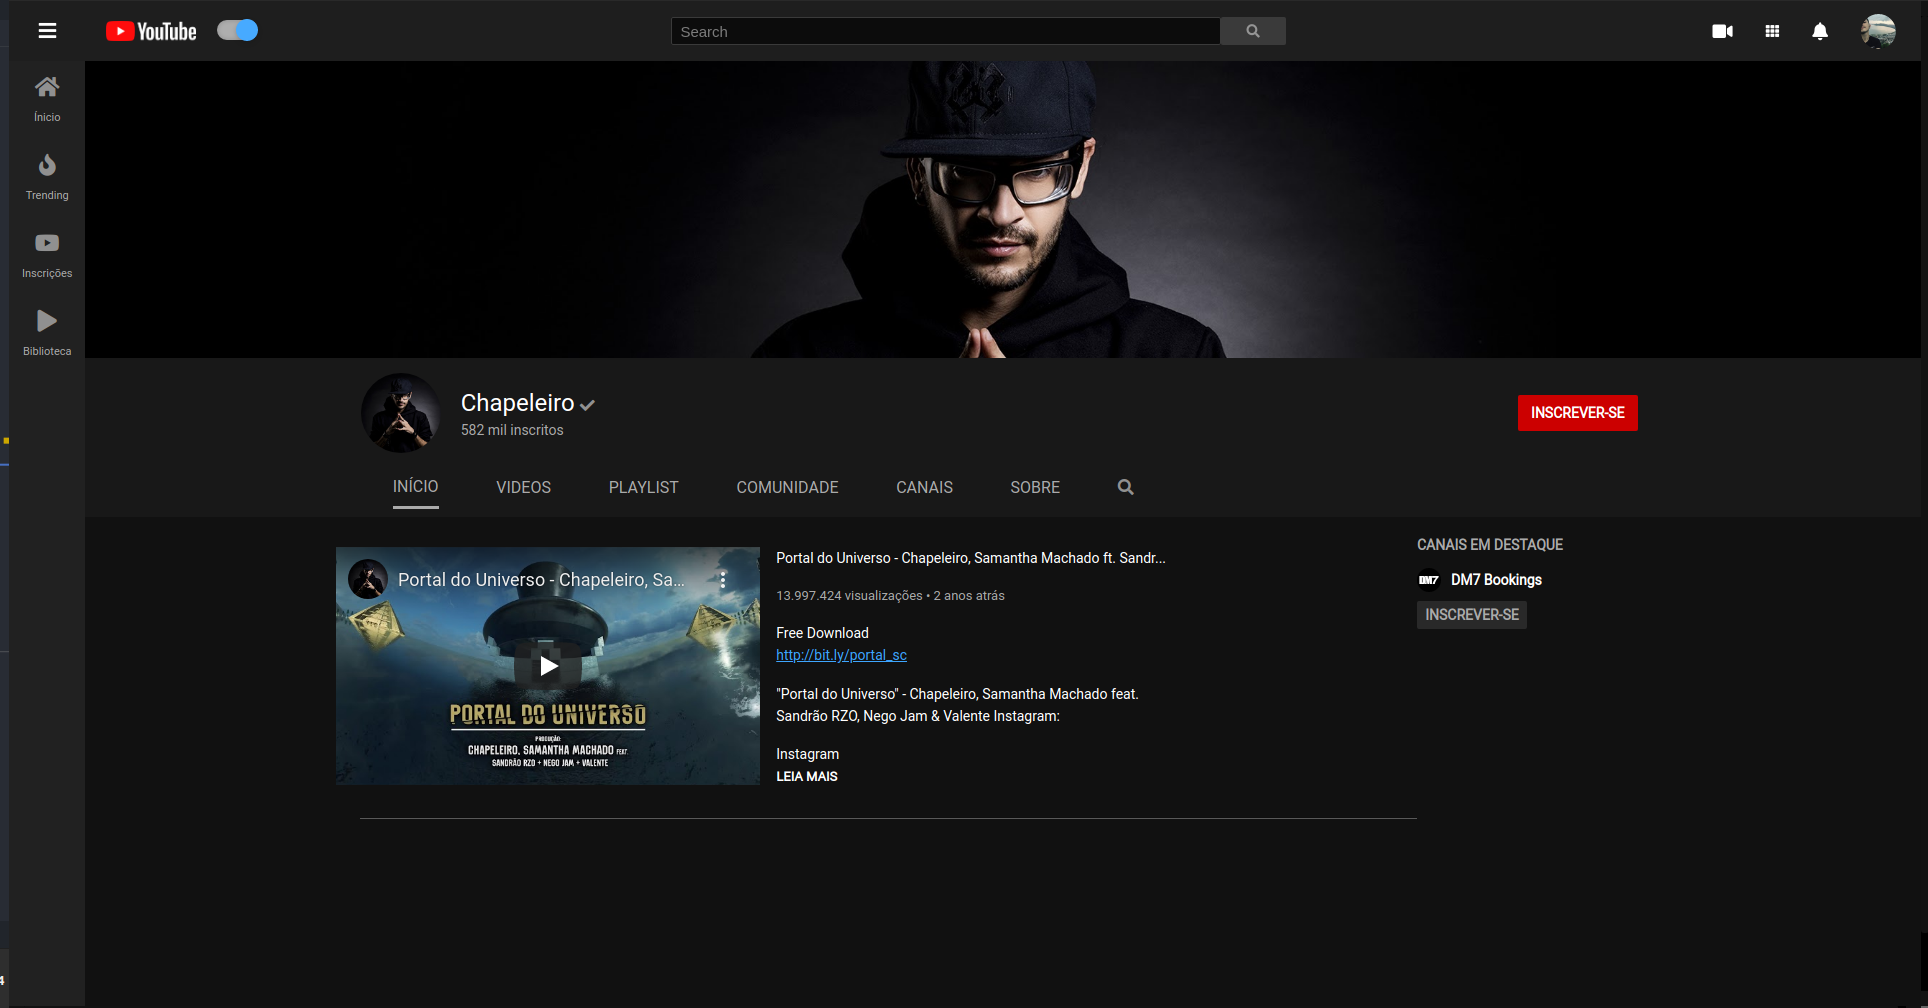 YouTube
Search
Ínicio
Trending
Inscrições
Biblioteca
Chapeleiro
582 mil inscritos
INSCREVER-SE
INÍCIO VIDEOS PLAYLIST COMUNIDADE CANAIS SOBRE
Portal do Universo - Chapeleiro, Sa...
PORTAL DO UNIVERSO
PRODUÇÃO:
CHAPELEIRO, SAMANTHA MACHADO FEAT.
SANDRÃO RZO + NEGO JAM + VALENTE
Portal do Universo - Chapeleiro, Samantha Machado ft. Sandr...
13.997.424 visualizações • 2 anos atrás
Free Download
http://bit.ly/portal_sc
"Portal do Universo" - Chapeleiro, Samantha Machado feat.
Sandrão RZO, Nego Jam & Valente Instagram:
Instagram
LEIA MAIS
CANAIS EM DESTAQUE
DM7 DM7 Bookings
INSCREVER-SE
4